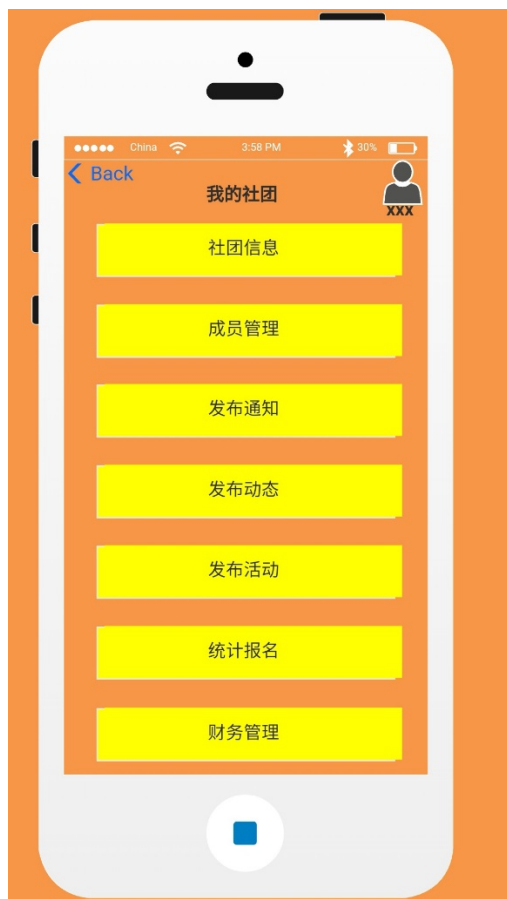 China 3:58 PM 30%
Back
我的社团
xxx
社团信息
成员管理
发布通知
发布动态
发布活动
统计报名
财务管理